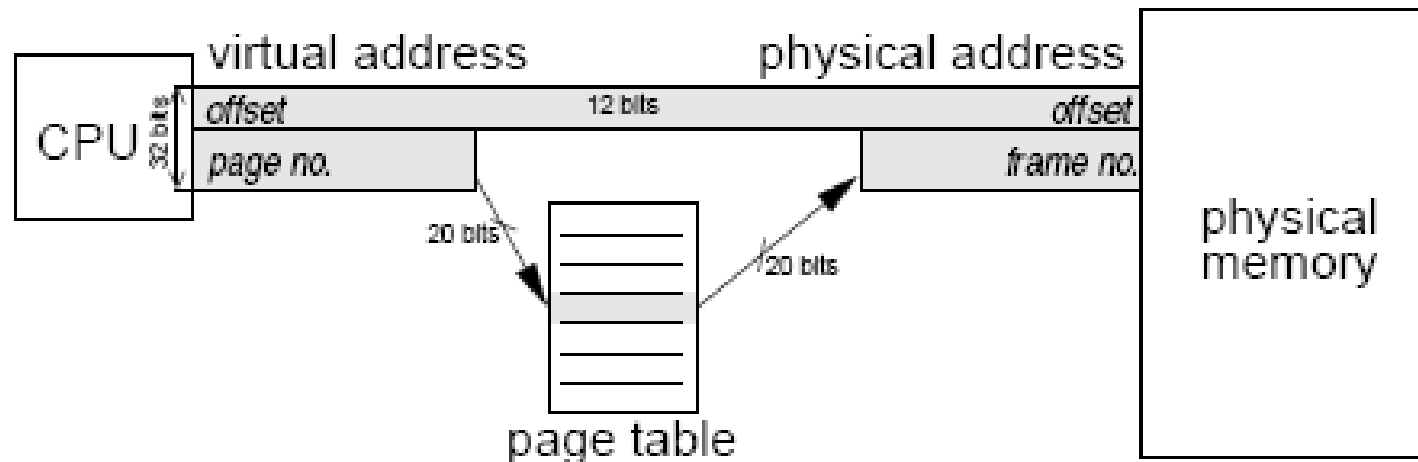 virtual address
physical address
CPU
32 bits
offset
12 bits
offset
page no.
frame no.
20 bits
20 bits
physical
memory
page table